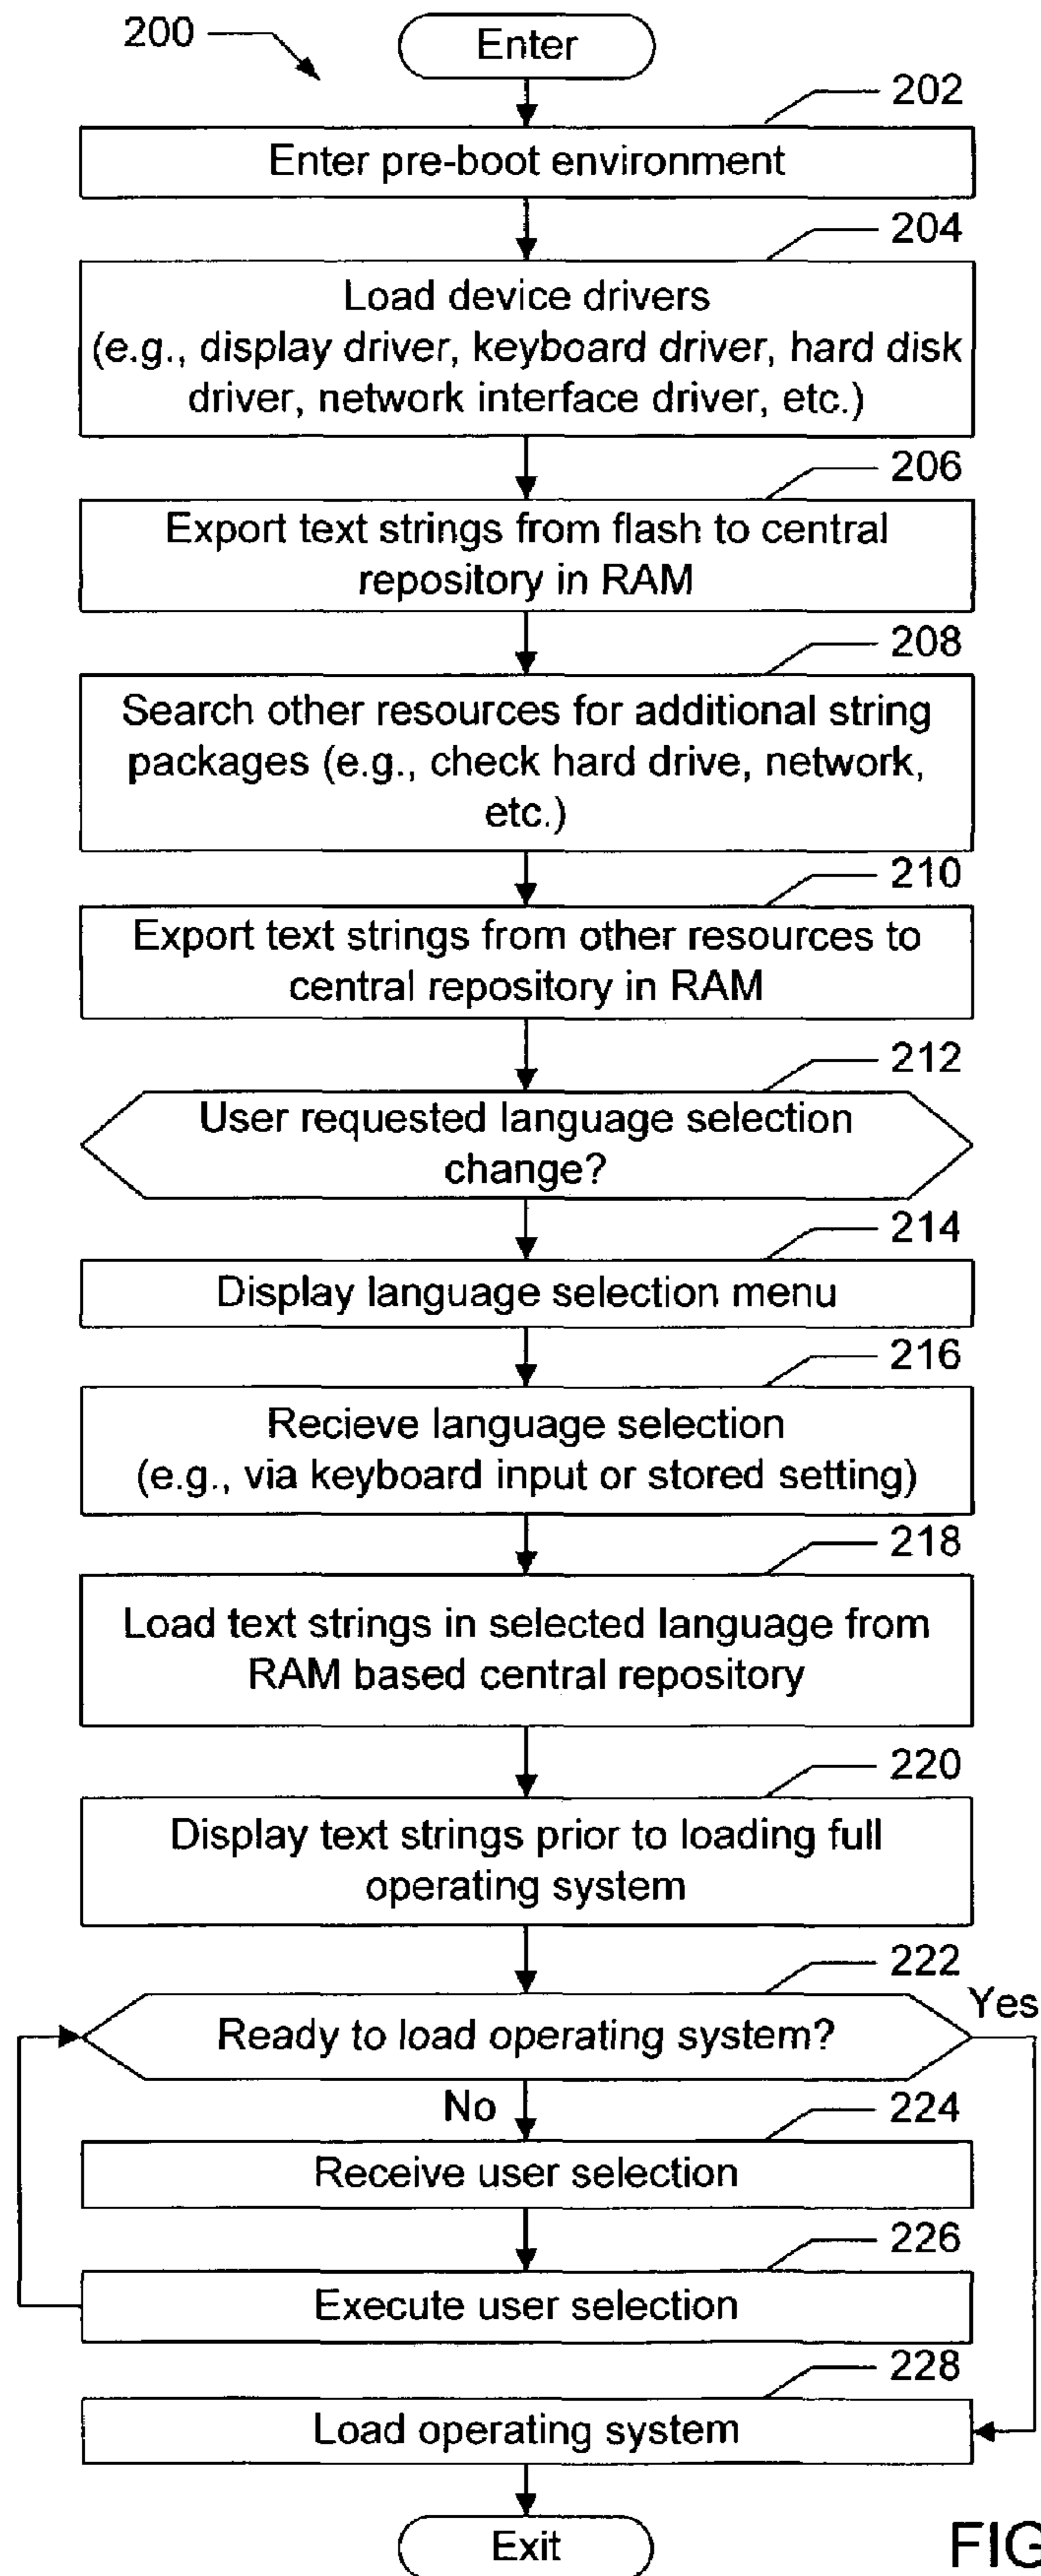 200
Enter
202
Enter pre-boot environment
204
Load device drivers
(e.g., display driver, keyboard driver, hard disk
driver, network interface driver, etc.)
206
Export text strings from flash to central
repository in RAM
208
Search other resources for additional string
packages (e.g., check hard drive, network,
etc.)
210
Export text strings from other resources to
central repository in RAM
212
User requested language selection
change?
214
Display language selection menu
216
Recieve language selection
(e.g., via keyboard input or stored setting)
218
Load text strings in selected language from
RAM based central repository
220
Display text strings prior to loading full
operating system
222
Ready to load operating system?
Yes
No
224
Receive user selection
226
Execute user selection
228
Load operating system
Exit
FIG